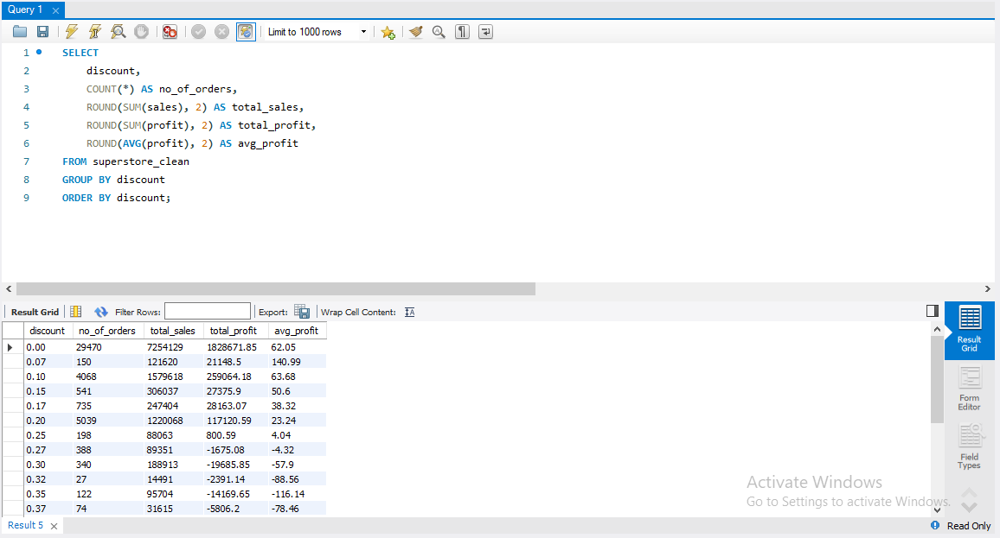 Query 1
Limit to 1000 rows
1 SELECT
2 discount,
3 COUNT(*) AS no_of_orders,
4 ROUND(SUM(sales), 2) AS total_sales,
5 ROUND(SUM(profit), 2) AS total_profit,
6 ROUND(AVG(profit), 2) AS avg_profit
7 FROM superstore_clean
8 GROUP BY discount
9 ORDER BY discount;
Result Grid Filter Rows: Export: Wrap Cell Content:
discount no_of_orders total_sales total_profit avg_profit
0.00 29470 7254129 1828671.85 62.05
0.07 150 121620 21148.5 140.99
0.10 4068 1579618 259064.18 63.68
0.15 541 306037 27375.9 50.6
0.17 735 247404 28163.07 38.32
0.20 5039 1220068 117120.59 23.24
0.25 198 88063 800.59 4.04
0.27 388 89351 -1675.08 -4.32
0.30 340 188913 -19685.85 -57.9
0.32 27 14491 -2391.14 -88.56
0.35 122 95704 -14169.65 -116.14
0.37 74 31615 -5806.2 -78.46
Result
Grid
Form
Editor
Field
Types
Activate Windows
Go to Settings to activate Windows.
Result 5
Read Only